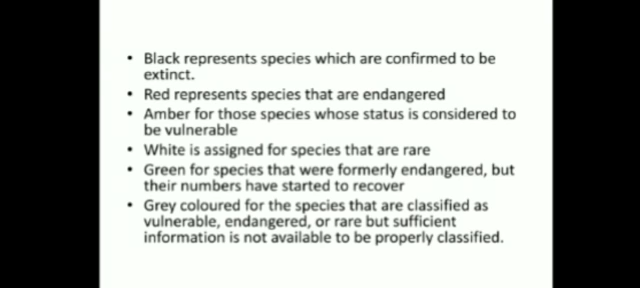 • Black represents species which are confirmed to be
extinct.
• Red represents species that are endangered
• Amber for those species whose status is considered to
be vulnerable
• White is assigned for species that are rare
• Green for species that were formerly endangered, but
their numbers have started to recover
• Grey coloured for the species that are classified as
vulnerable, endangered, or rare but sufficient
information is not available to be properly classified.